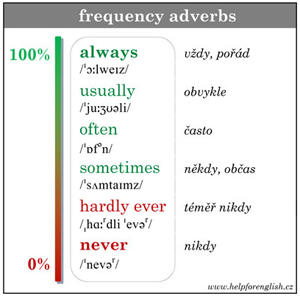 frequency adverbs
100% always vždy, pořád
/ˈɔːlweɪz/
usually obvykle
/ˈjuːʒʊəli/
often často
/ˈɒfᵊn/
sometimes někdy, občas
/ˈsʌmtaɪmz/
hardly ever téměř nikdy
/ˌhɑːʳdli ˈevəʳ/
never nikdy
0% /ˈnevəʳ/
www.helpforenglish.cz